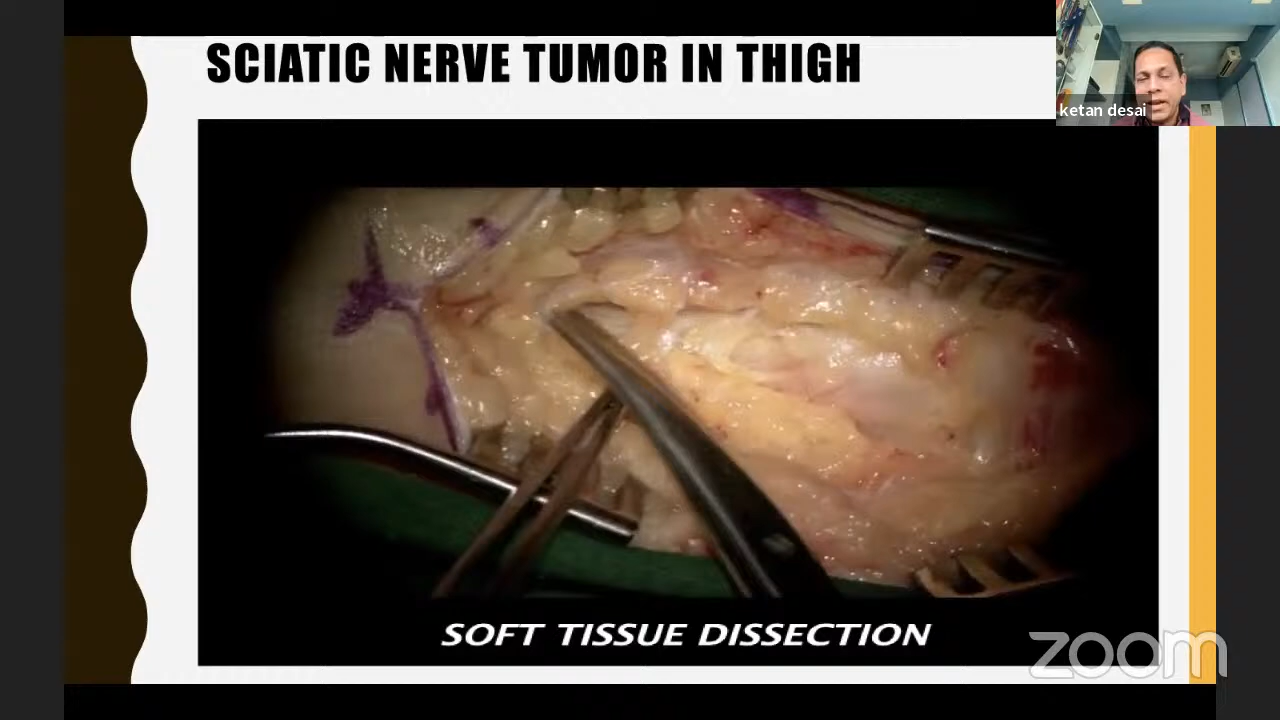 SCIATIC NERVE TUMOR IN THIGH
ketan desai
SOFT TISSUE DISSECTION
zoom